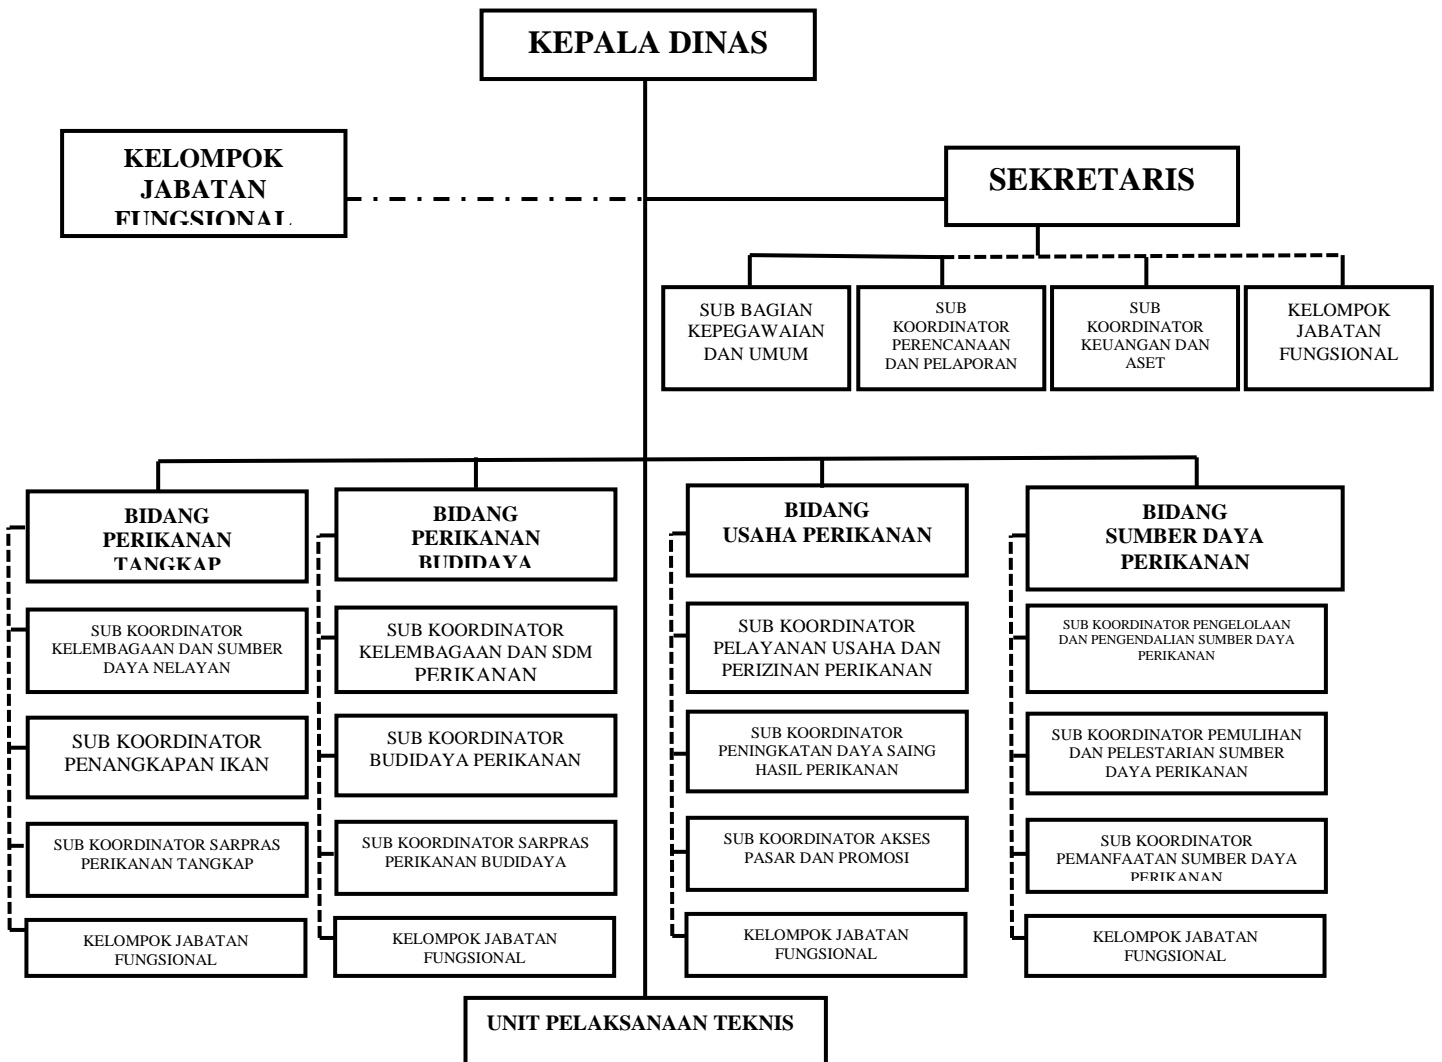 KEPALA DINAS
KELOMPOK
JABATAN
FUNGSIONAL
SEKRETARIS
SUB BAGIAN
KEPEGAWAIAN
DAN UMUM
SUB
KOORDINATOR
PERENCANAAN
DAN PELAPORAN
SUB
KOORDINATOR
KEUANGAN DAN
ASET
KELOMPOK
JABATAN
FUNGSIONAL
BIDANG
PERIKANAN
TANGKAP
BIDANG
PERIKANAN
BUDIDAYA
BIDANG
USAHA PERIKANAN
BIDANG
SUMBER DAYA
PERIKANAN
SUB KOORDINATOR
KELEMBAGAAN DAN SUMBER
DAYA NELAYAN
SUB KOORDINATOR
KELEMBAGAAN DAN SDM
PERIKANAN
SUB KOORDINATOR
PELAYANAN USAHA DAN
PERIZINAN PERIKANAN
SUB KOORDINATOR PENGELOLAAN
DAN PENGENDALIAN SUMBER DAYA
PERIKANAN
SUB KOORDINATOR
PENANGKAPAN IKAN
SUB KOORDINATOR
BUDIDAYA PERIKANAN
SUB KOORDINATOR
PENINGKATAN DAYA SAING
HASIL PERIKANAN
SUB KOORDINATOR PEMULIHAN
DAN PELESTARIAN SUMBER
DAYA PERIKANAN
SUB KOORDINATOR SARPRAS
PERIKANAN TANGKAP
SUB KOORDINATOR SARPRAS
PERIKANAN BUDIDAYA
SUB KOORDINATOR AKSES
PASAR DAN PROMOSI
SUB KOORDINATOR
PEMANFAATAN SUMBER DAYA
PERIKANAN
KELOMPOK JABATAN
FUNGSIONAL
KELOMPOK JABATAN
FUNGSIONAL
KELOMPOK JABATAN
FUNGSIONAL
KELOMPOK JABATAN
FUNGSIONAL
UNIT PELAKSANAAN TEKNIS